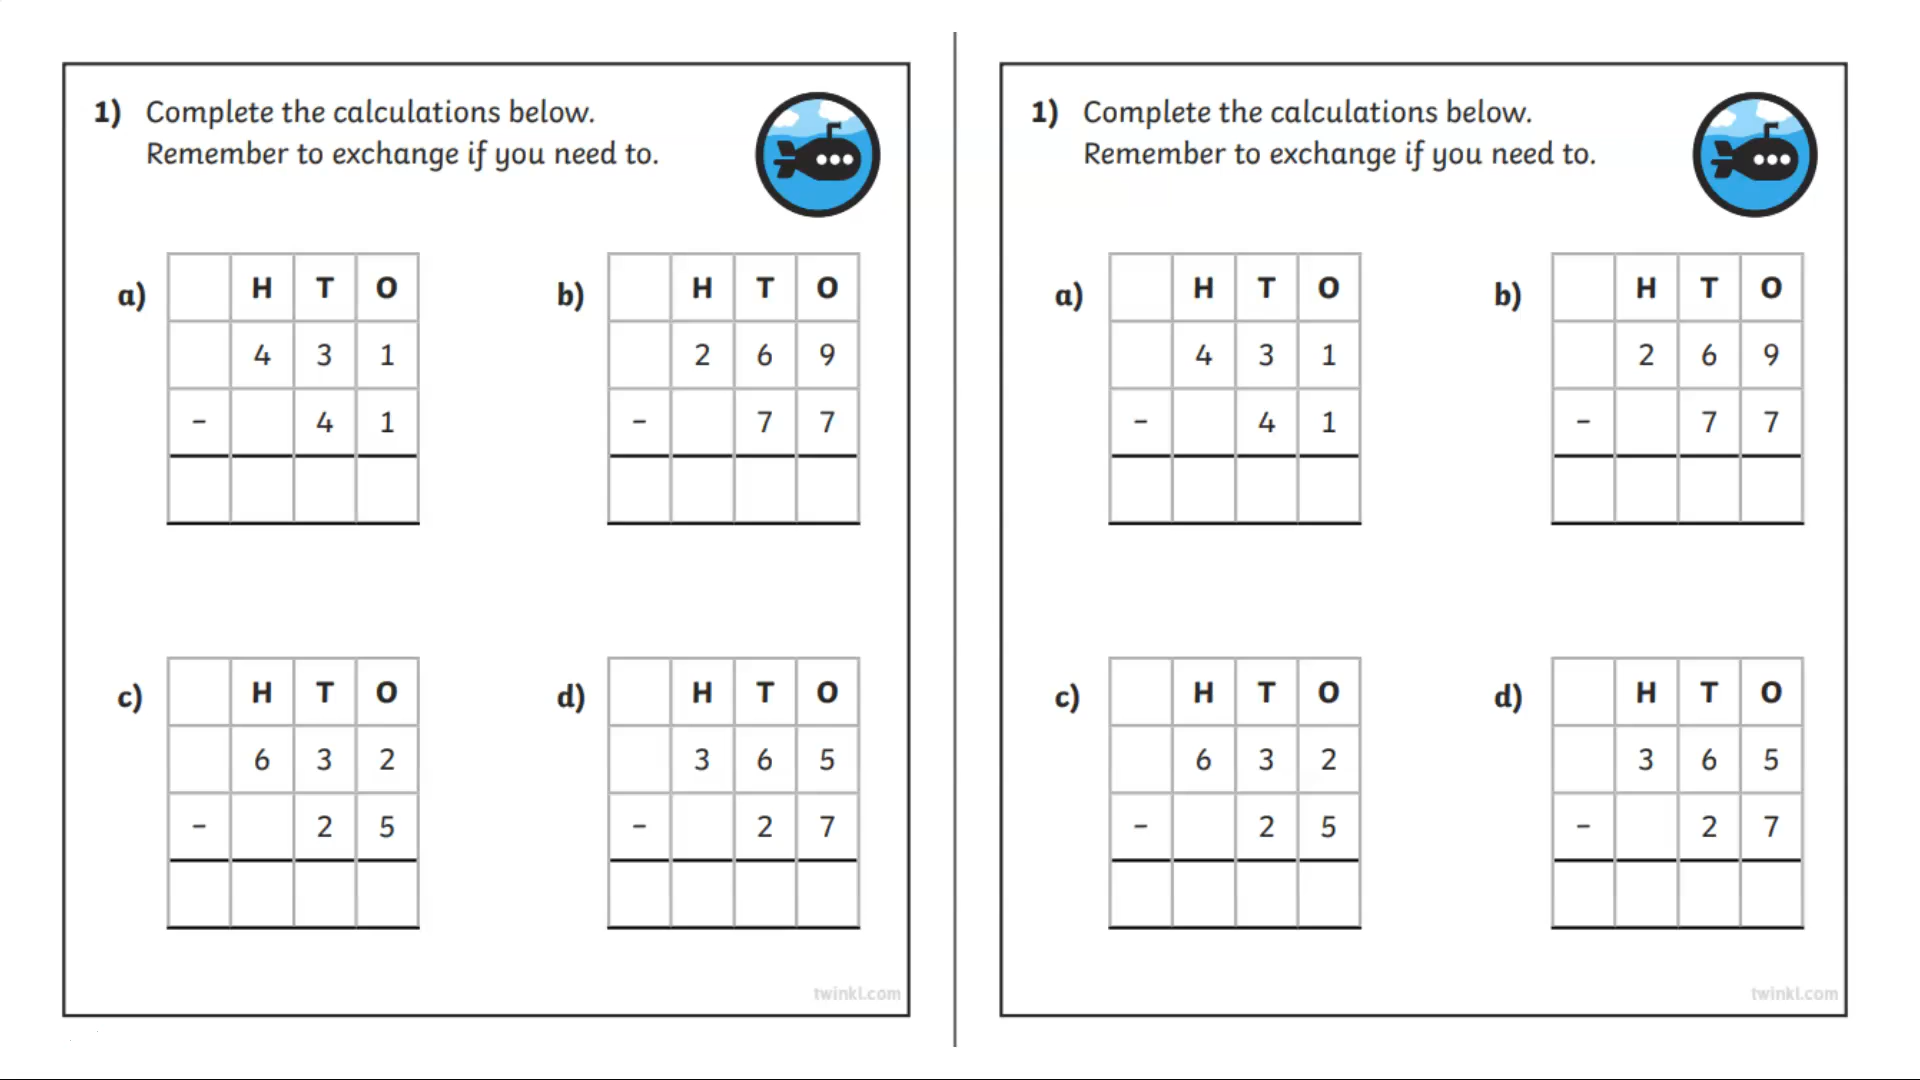 1) Complete the calculations below.
Remember to exchange if you need to.
a) H T O
4 3 1
- 4 1
b) H T O
2 6 9
- 7 7
c) H T O
6 3 2
- 2 5
d) H T O
3 6 5
- 2 7
twinkl.com
1) Complete the calculations below.
Remember to exchange if you need to.
a) H T O
4 3 1
- 4 1
b) H T O
2 6 9
- 7 7
c) H T O
6 3 2
- 2 5
d) H T O
3 6 5
- 2 7
twinkl.com